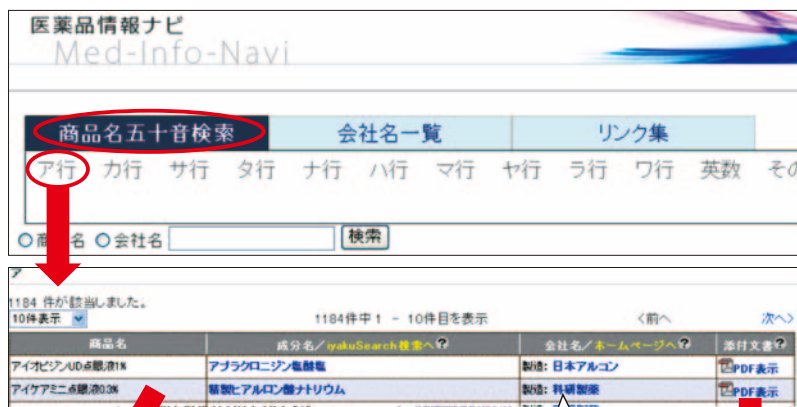 医薬品情報ナビ
Med-Info-Navi
商品名五十音検索 会社名一覧 リンク集
ア行 カ行 サ行 タ行 ナ行 ハ行 マ行 ヤ行 ラ行 ワ行 英数 その
商 名 会社名 検索
ア
1184 件が該当しました。
10件表示 1184件中 1 - 10件目を表示 <前へ 次へ>
商品名 成分名/iyakuSearch検索へ? 会社名/ホームページへ? 添付文書?
アイオピジンUD点眼液1% アプラクロニジン塩酸塩 製造: 日本アルコン PDF表示
アイケアミニ点眼液0.3% 精製ヒアルロン酸ナトリウム 製造: 科研製薬 PDF表示